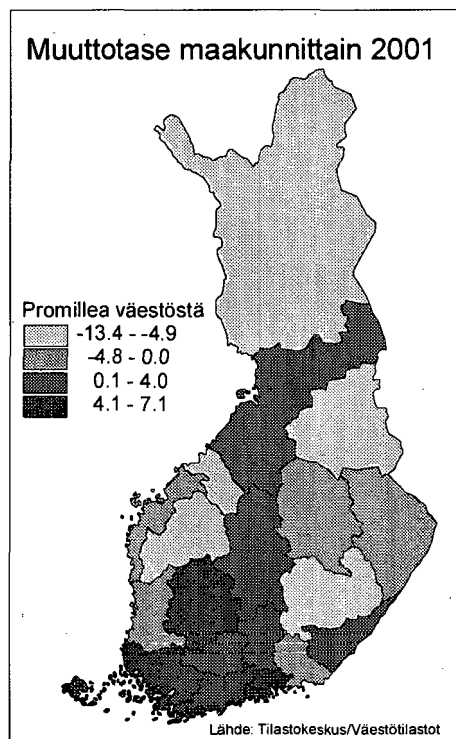 Muuttotase maakunnittain 2001
Promillea väestöstä
-13.4 - -4.9
-4.8 - 0.0
0.1 - 4.0
4.1 - 7.1
Lähde: Tilastokeskus/Väestötilastot